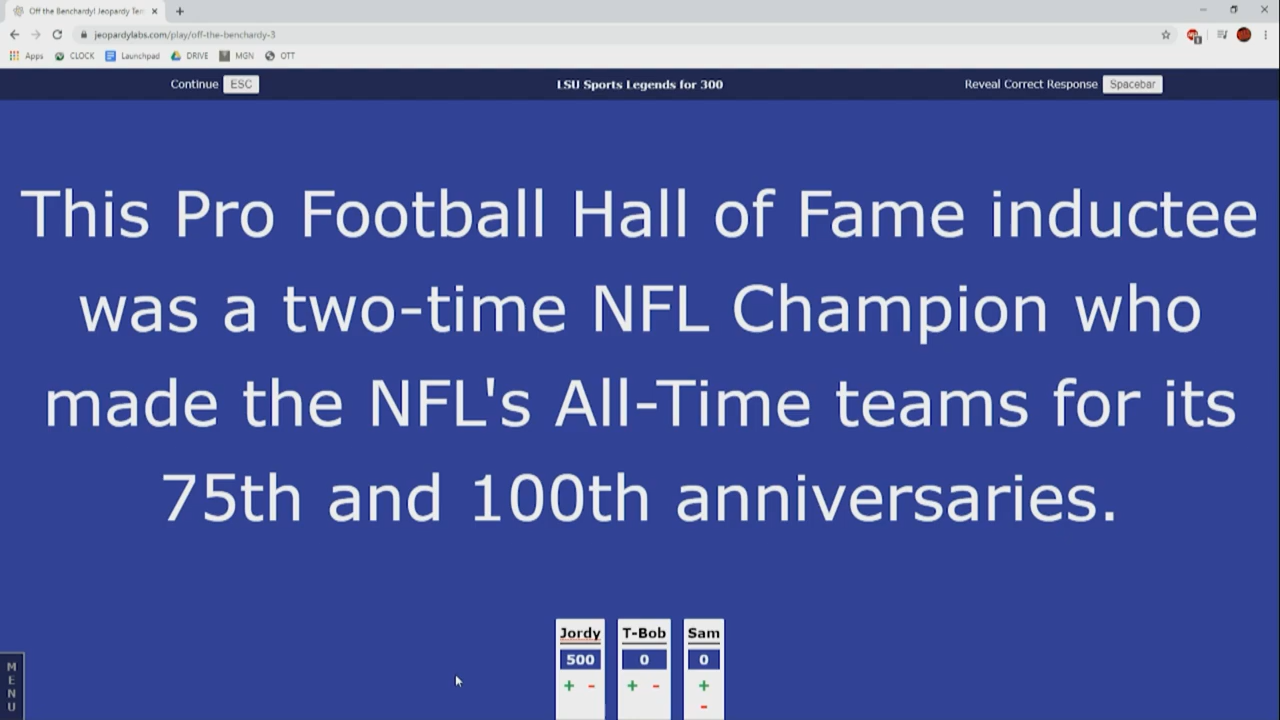 Off the Benchardy! Jeopardy Tem
jeopardylabs.com/play/off-the-benchardy-3
Apps CLOCK Launchpad DRIVE MGN OTT
Continue ESC LSU Sports Legends for 300 Reveal Correct Response Spacebar
This Pro Football Hall of Fame inductee
was a two-time NFL Champion who
made the NFL's All-Time teams for its
75th and 100th anniversaries.
Jordy T-Bob Sam
500 0 0
+ - + - +
-
MENU